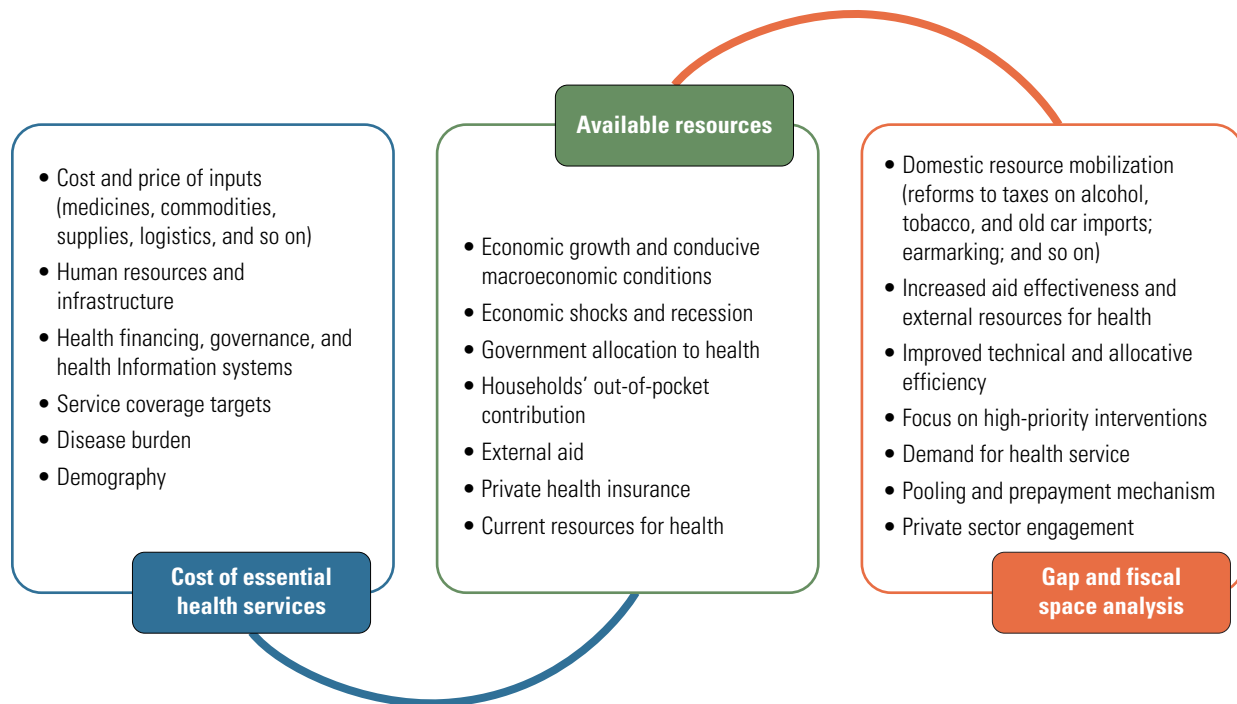 • Cost and price of inputs
(medicines, commodities,
supplies, logistics, and so on)
• Human resources and
infrastructure
• Health financing, governance, and
health Information systems
• Service coverage targets
• Disease burden
• Demography
Cost of essential
health services
Available resources
• Economic growth and conducive
macroeconomic conditions
• Economic shocks and recession
• Government allocation to health
• Households’ out-of-pocket
contribution
• External aid
• Private health insurance
• Current resources for health
• Domestic resource mobilization
(reforms to taxes on alcohol,
tobacco, and old car imports;
earmarking; and so on)
• Increased aid effectiveness and
external resources for health
• Improved technical and allocative
efficiency
• Focus on high-priority interventions
• Demand for health service
• Pooling and prepayment mechanism
• Private sector engagement
Gap and fiscal
space analysis